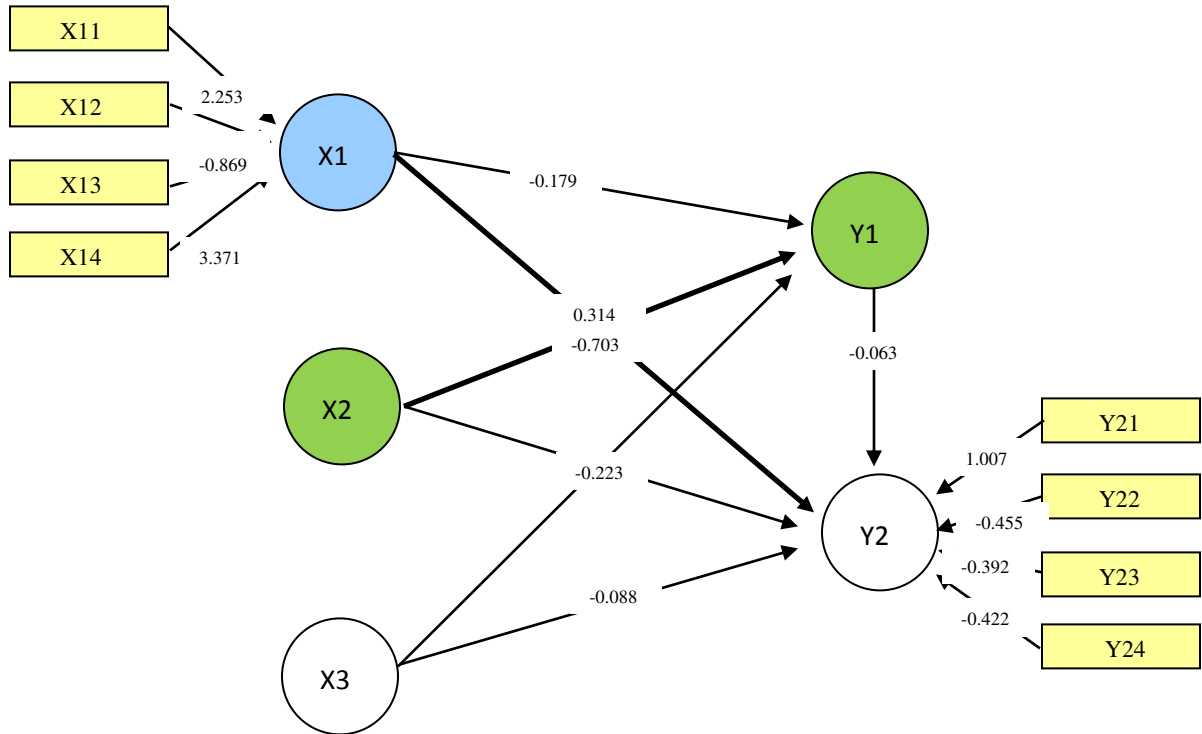 X11
X12
X13
X14
2.253
-0.869
3.371
X1
X2
X3
-0.179
0.314
-0.703
-0.223
-0.088
Y1
-0.063
Y2
1.007
-0.455
-0.392
-0.422
Y21
Y22
Y23
Y24